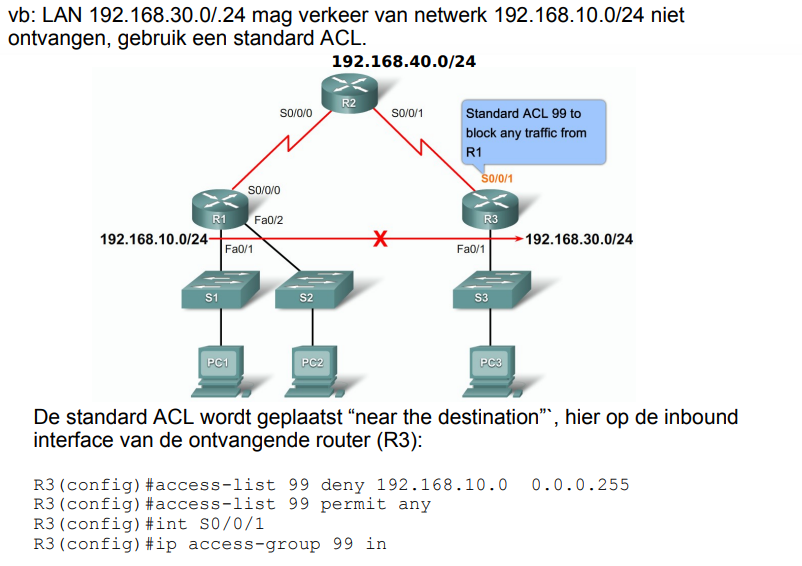 vb: LAN 192.168.30.0/.24 mag verkeer van netwerk 192.168.10.0/24 niet
ontvangen, gebruik een standard ACL.
192.168.40.0/24
R2
S0/0/0
S0/0/1
Standard ACL 99 to
block any traffic from
R1
S0/0/1
S0/0/0
R1
Fa0/2
R3
192.168.10.0/24
X
192.168.30.0/24
Fa0/1
Fa0/1
S1
S2
S3
PC1
PC2
PC3
De standard ACL wordt geplaatst “near the destination”`, hier op de inbound
interface van de ontvangende router (R3):
R3(config)#access-list 99 deny 192.168.10.0  0.0.0.255
R3(config)#access-list 99 permit any
R3(config)#int S0/0/1
R3(config)#ip access-group 99 in